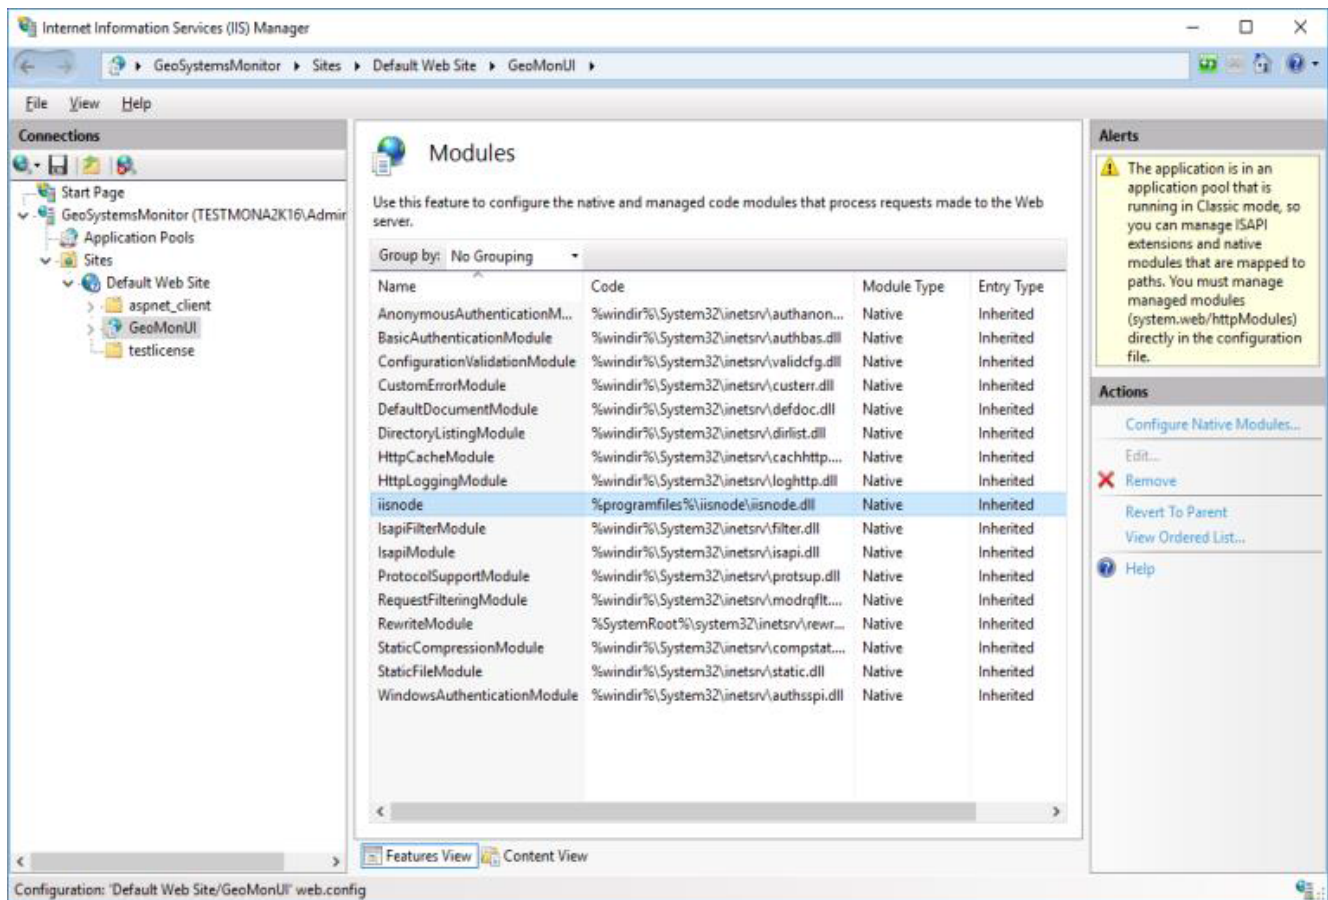 Internet Information Services (IIS) Manager
GeoSystemsMonitor Sites Default Web Site GeoMonUI
File View Help
Connections
Start Page
GeoSystemsMonitor (TESTMONA2K16\Admir
Application Pools
Sites
Default Web Site
aspnet_client
GeoMonUI
testlicense
Modules
Use this feature to configure the native and managed code modules that process requests made to the Web
server.
Group by: No Grouping
Name Code Module Type Entry Type
AnonymousAuthenticationM... %windir%\System32\inetsrv\authanon... Native Inherited
BasicAuthenticationModule %windir%\System32\inetsrv\authbas.dll Native Inherited
ConfigurationValidationModule %windir%\System32\inetsrv\validcfg.dll Native Inherited
CustomErrorModule %windir%\System32\inetsrv\custerr.dll Native Inherited
DefaultDocumentModule %windir%\System32\inetsrv\defdoc.dll Native Inherited
DirectoryListingModule %windir%\System32\inetsrv\dirlist.dll Native Inherited
HttpCacheModule %windir%\System32\inetsrv\cachhttp.... Native Inherited
HttpLoggingModule %windir%\System32\inetsrv\loghttp.dll Native Inherited
iisnode %programfiles%\iisnode\iisnode.dll Native Inherited
IsapiFilterModule %windir%\System32\inetsrv\filter.dll Native Inherited
IsapiModule %windir%\System32\inetsrv\isapi.dll Native Inherited
ProtocolSupportModule %windir%\System32\inetsrv\protsup.dll Native Inherited
RequestFilteringModule %windir%\System32\inetsrv\modrqflt.... Native Inherited
RewriteModule %SystemRoot%\system32\inetsrv\rewr... Native Inherited
StaticCompressionModule %windir%\System32\inetsrv\compstat.... Native Inherited
StaticFileModule %windir%\System32\inetsrv\static.dll Native Inherited
WindowsAuthenticationModule %windir%\System32\inetsrv\authsspi.dll Native Inherited
Features View Content View
Alerts
The application is in an
application pool that is
running in Classic mode, so
you can manage ISAPI
extensions and native
modules that are mapped to
paths. You must manage
managed modules
(system.web/httpModules)
directly in the configuration
file.
Actions
Configure Native Modules...
Edit...
Remove
Revert To Parent
View Ordered List...
Help
Configuration: 'Default Web Site/GeoMonUI' web.config